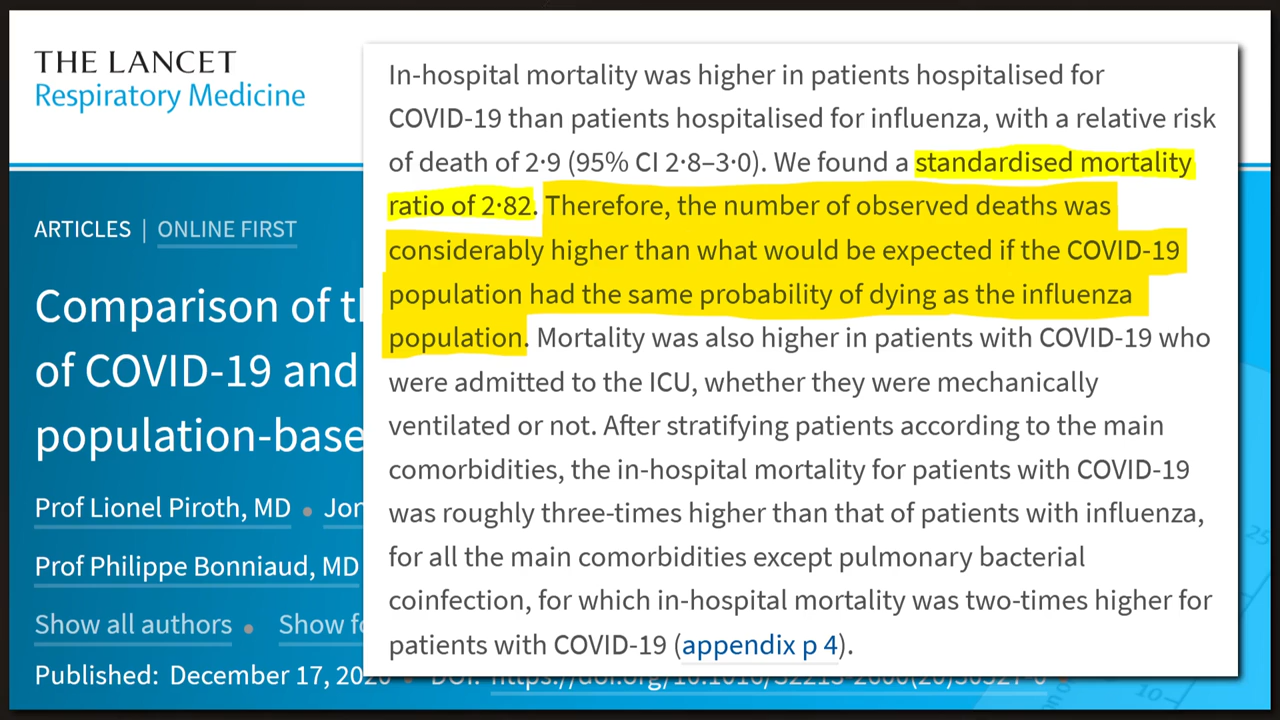 THE LANCET
Respiratory Medicine
ARTICLES | ONLINE FIRST
Comparison of t
of COVID-19 and
population-base
Prof Lionel Piroth, MD • Jor
Prof Philippe Bonniaud, MD
Show all authors • Show fo
Published: December 17, 2020 • DOI:
In-hospital mortality was higher in patients hospitalised for
COVID-19 than patients hospitalised for influenza, with a relative risk
of death of 2·9 (95% CI 2·8–3·0). We found a standardised mortality
ratio of 2·82. Therefore, the number of observed deaths was
considerably higher than what would be expected if the COVID-19
population had the same probability of dying as the influenza
population. Mortality was also higher in patients with COVID-19 who
were admitted to the ICU, whether they were mechanically
ventilated or not. After stratifying patients according to the main
comorbidities, the in-hospital mortality for patients with COVID-19
was roughly three-times higher than that of patients with influenza,
for all the main comorbidities except pulmonary bacterial
coinfection, for which in-hospital mortality was two-times higher for
patients with COVID-19 (appendix p 4).
25
10